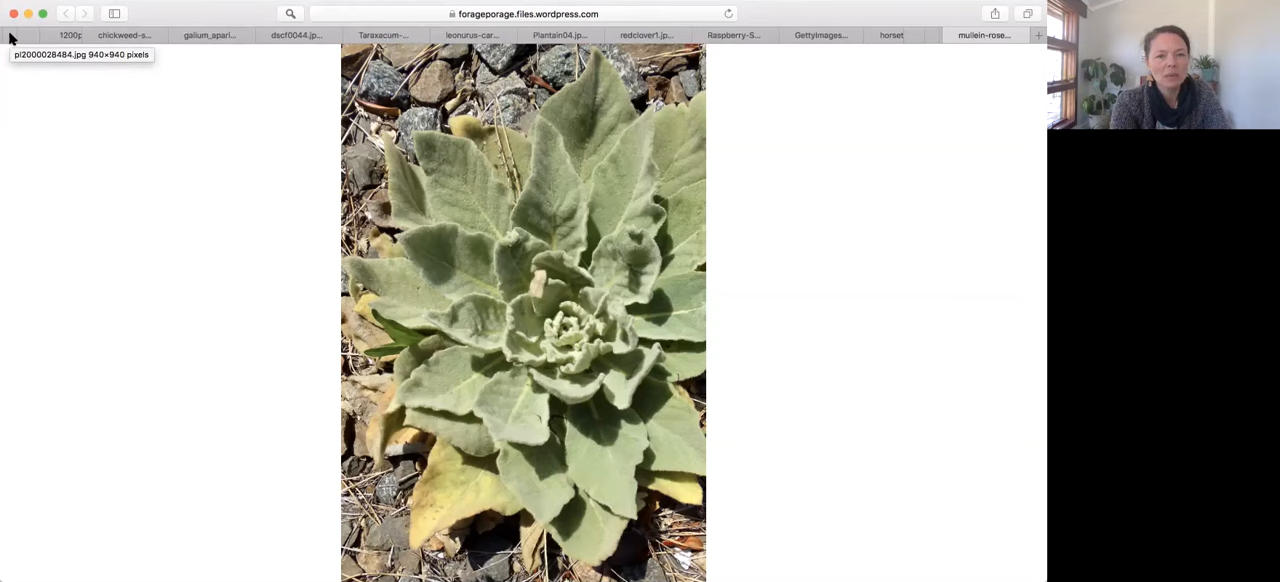 forageporage.files.wordpress.com
1200p
chickweed-s...
galium_apari...
dscf0044.jp...
Taraxacum-...
leonurus-car...
Plantain04.jp...
redclover1.jp...
Raspberry-S...
GettyImages...
horset
mullein-rose...
pl2000028484.jpg 940×940 pixels